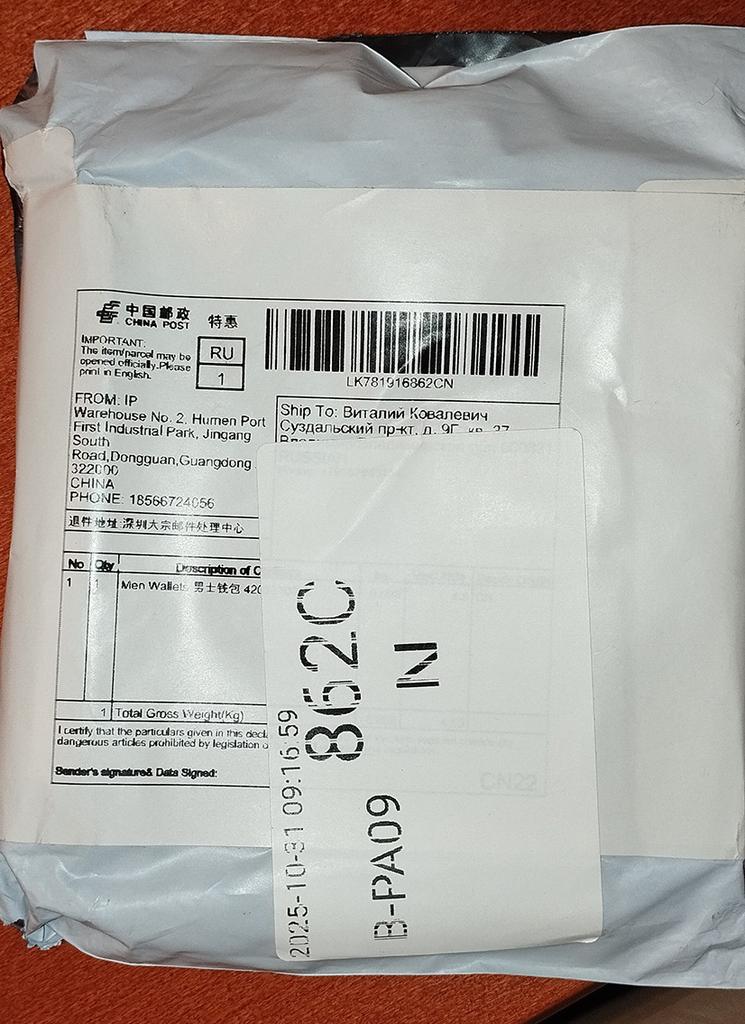 中国邮政
CHINA POST
特惠
IMPORTANT:
The item/parcel may be
opened officially.Please
print in English.
RU
1
LK781916862CN
FROM: IP
Warehouse No. 2, Humen Port
First Industrial Park, Jingang
South
Road,Dongguan,Guangdong
322000
CHINA
PHONE: 18566724056
Ship To: Виталий Ковалевич
Суздальский пр-кт, д. 9Г, кв. 27
退件地址:深圳大宗邮件处理中心
No Qty Description of C
1 1 Men Wallets 男士钱包 420
1 Total Gross Weight/Kg)
I certify that the particulars given in this decla
dangerous articles prohibited by legislation o
Sender's signature& Data Signed:
CN22
2025-10-31 09:16:59
862C
N
B-PA09